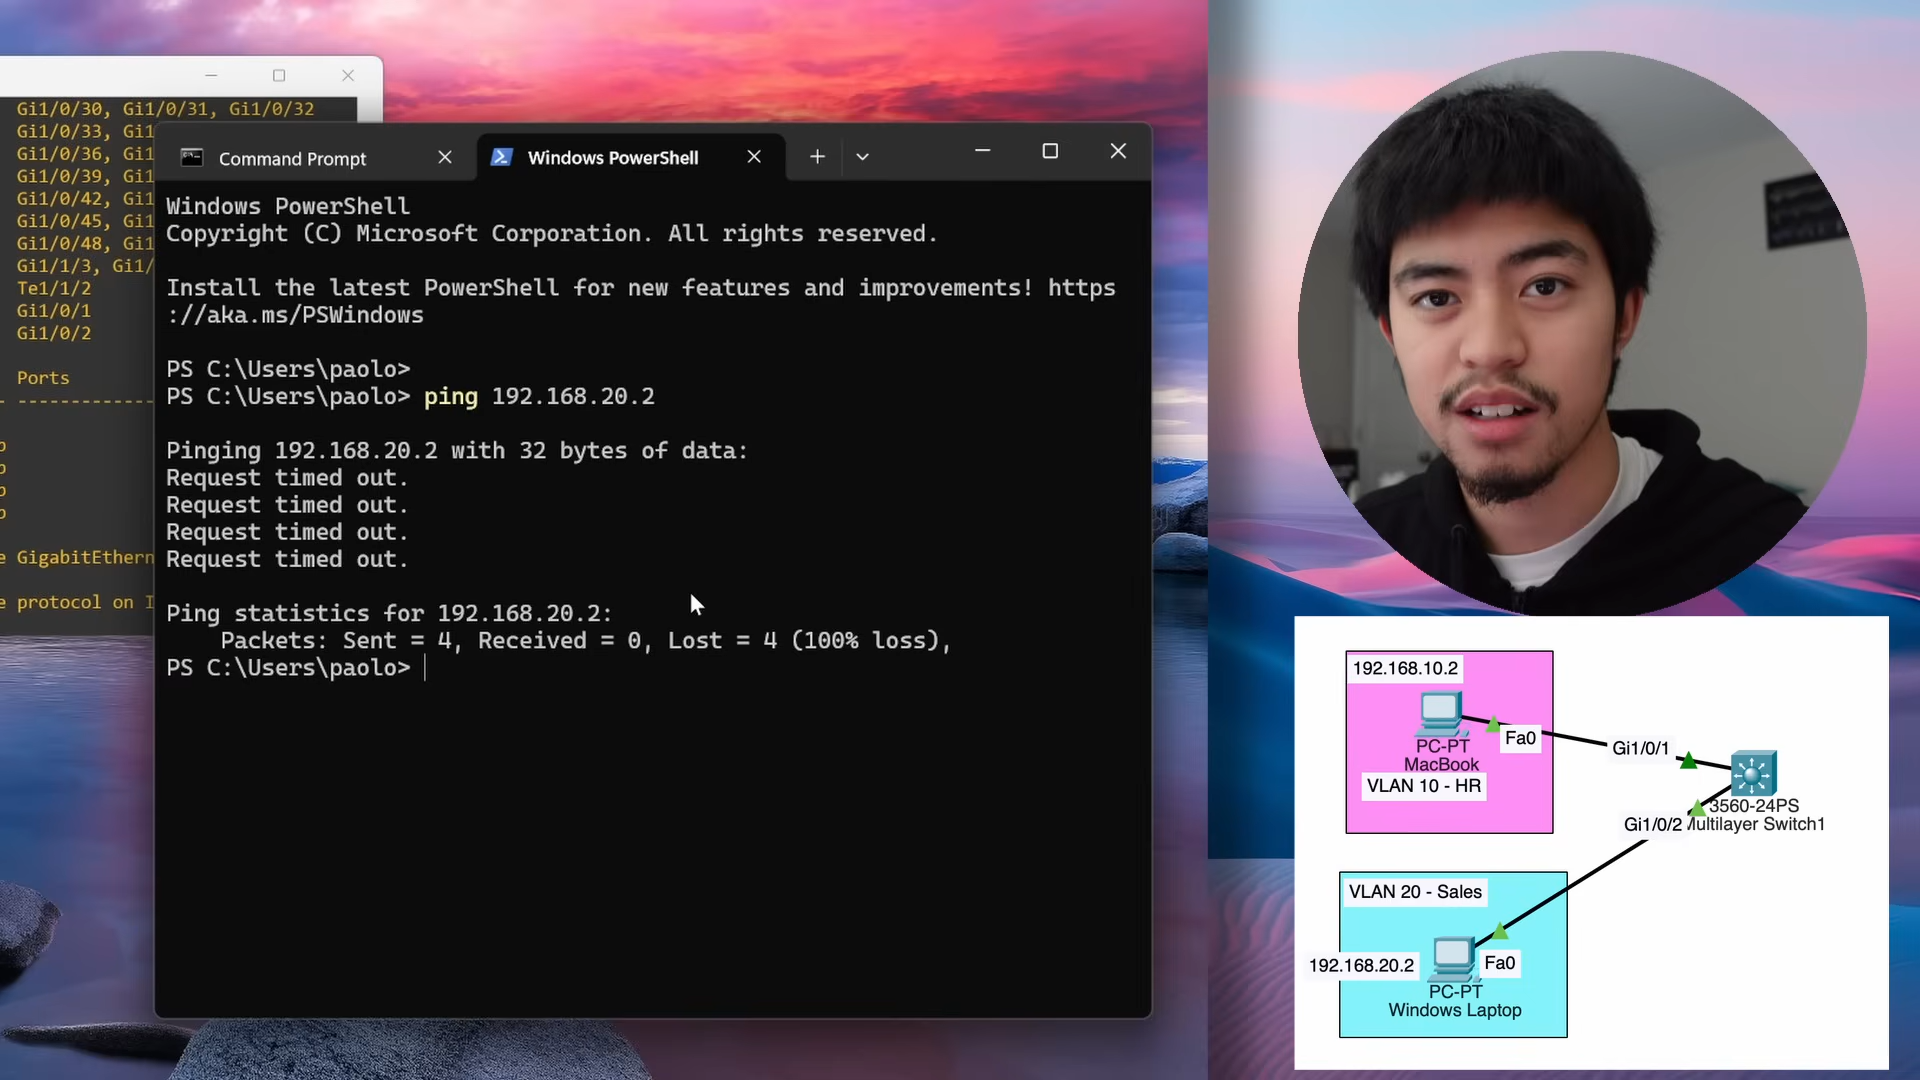 Gi1/0/30, Gi1/0/31, Gi1/0/32
Gi1/0/33, Gi1
Gi1/0/36, Gi1
Gi1/0/39, Gi1
Gi1/0/42, Gi1
Gi1/0/45, Gi1
Gi1/0/48, Gi1
Gi1/1/3, Gi1/
Te1/1/2
Gi1/0/1
Gi1/0/2
Ports
- -------------
e GigabitEthern
e protocol on I
Command Prompt
Windows PowerShell
Windows PowerShell
Copyright (C) Microsoft Corporation. All rights reserved.
Install the latest PowerShell for new features and improvements! https
://aka.ms/PSWindows
PS C:\Users\paolo>
PS C:\Users\paolo> ping 192.168.20.2
Pinging 192.168.20.2 with 32 bytes of data:
Request timed out.
Request timed out.
Request timed out.
Request timed out.
Ping statistics for 192.168.20.2:
Packets: Sent = 4, Received = 0, Lost = 4 (100% loss),
PS C:\Users\paolo>
192.168.10.2
Fa0
PC-PT
MacBook
VLAN 10 - HR
Gi1/0/1
3560-24PS
Multilayer Switch1
Gi1/0/2
VLAN 20 - Sales
192.168.20.2
Fa0
PC-PT
Windows Laptop